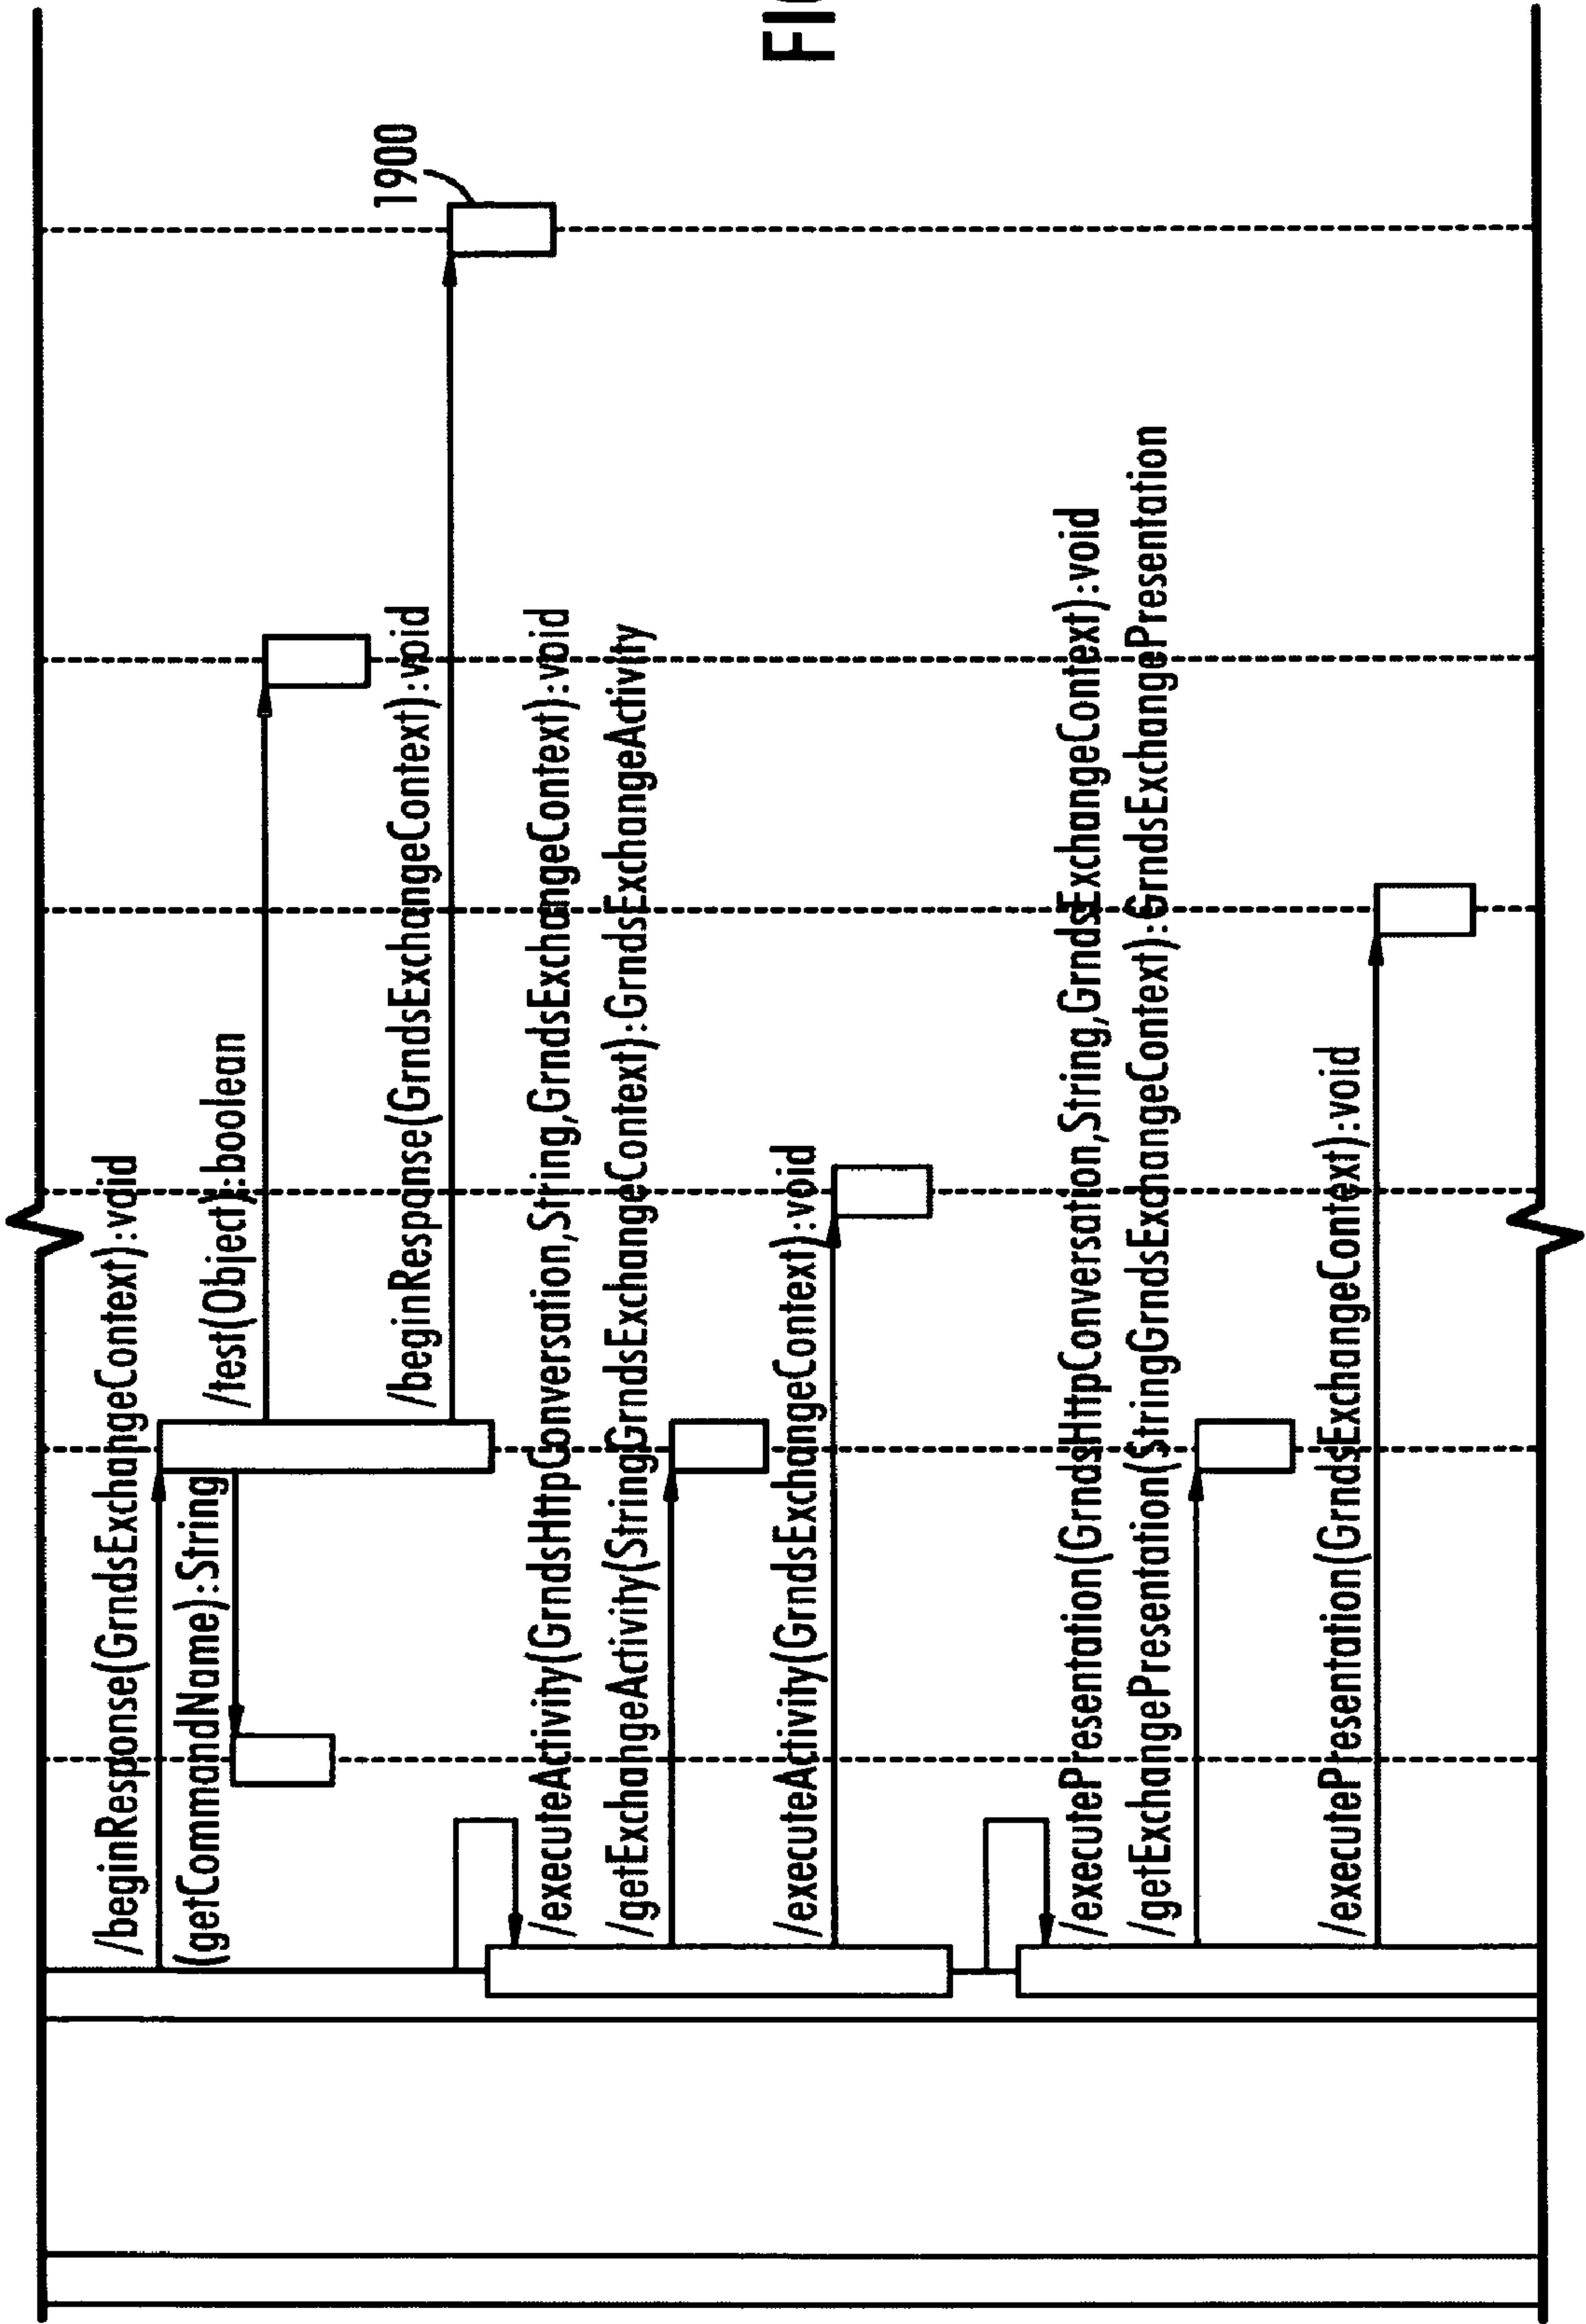 /beginResponse(GrndsExchangeContext):void
(getCommandName):String
/test(Object):boolean
1900
/beginResponse(GrndsExchangeContext):void
/executeActivity(GrndsHttpConversation,String,GrndsExchangeContext):void
/getExchangeActivity(StringGrndsExchangeContext):GrndsExchangeActivity
/executeActivity(GrndsExchangeContext):void
/executePresentation(GrndsHttpConversation,String,GrndsExchangeContext):void
/getExchangePresentation(StringGrndsExchangeContext):GrndsExchangePresentation
/executePresentation(GrndsExchangeContext):void